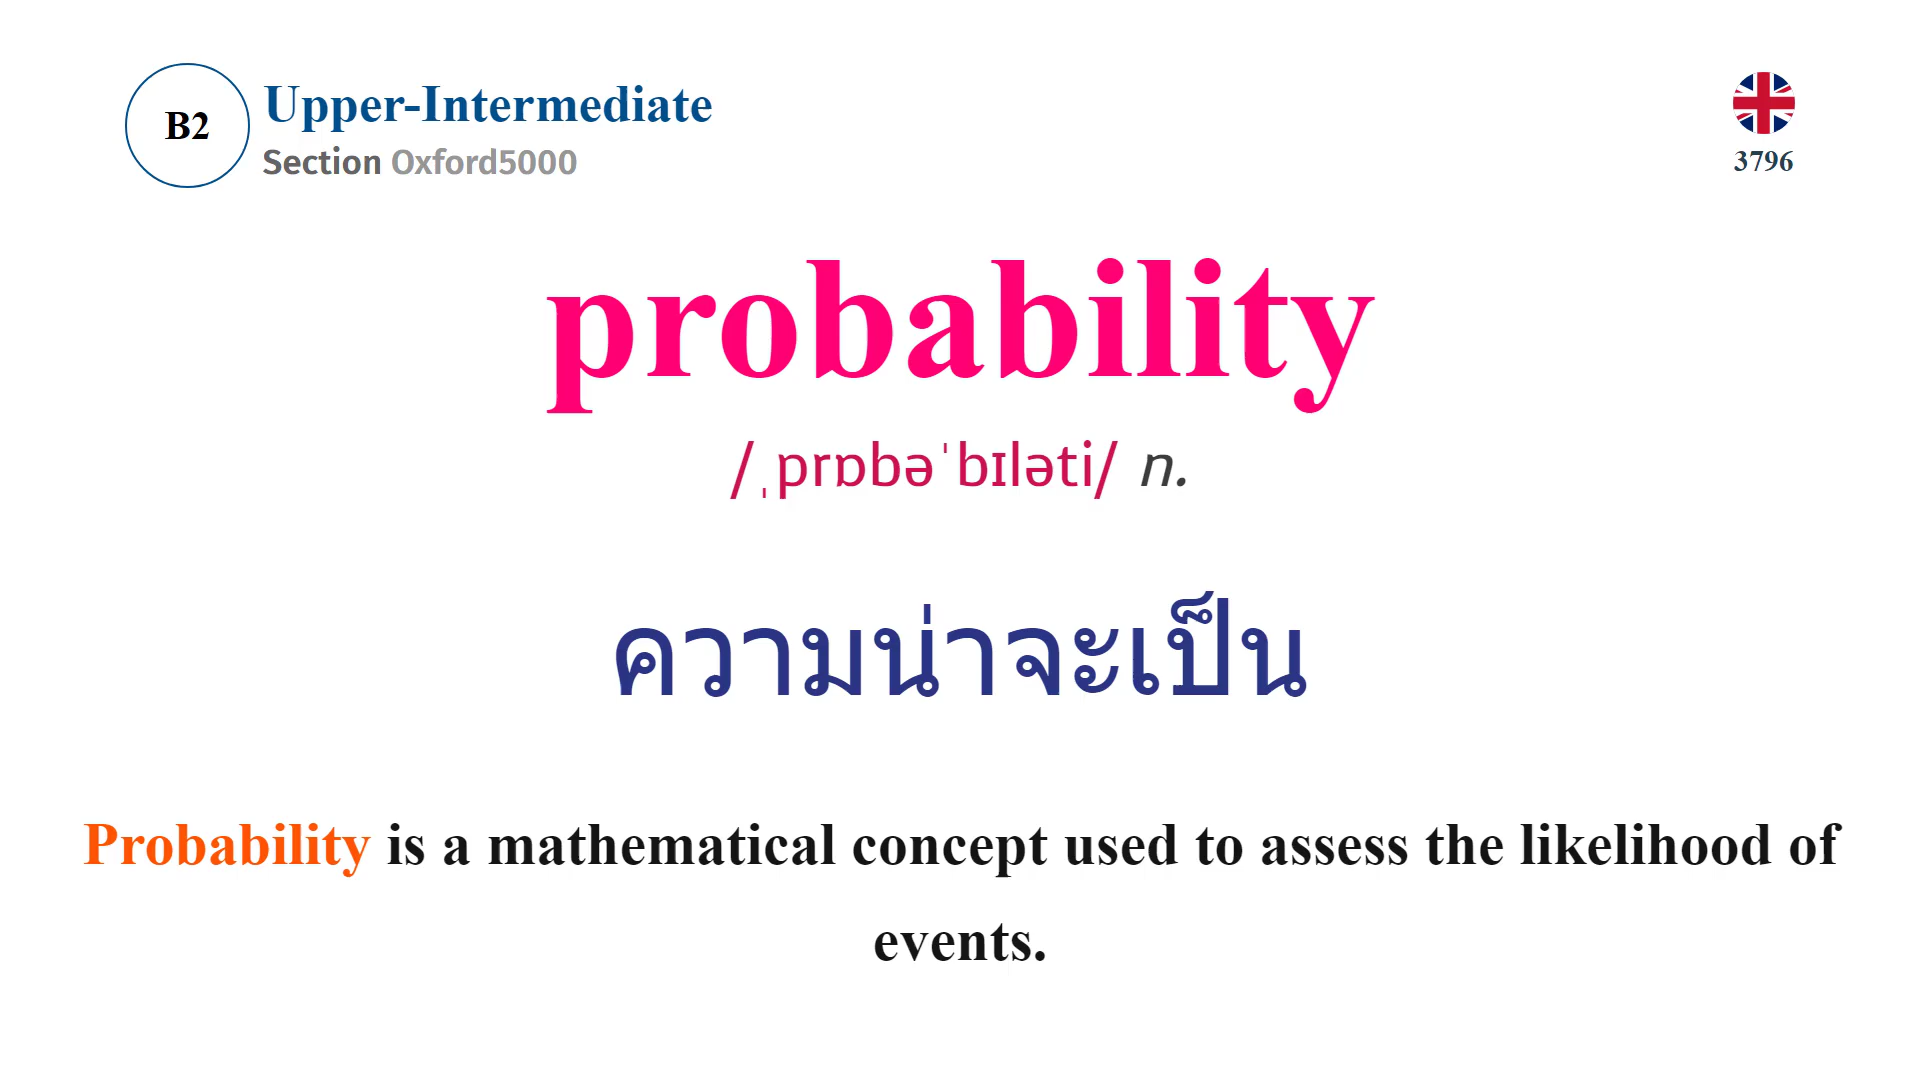 B2
Upper-Intermediate
Section Oxford5000
3796
probability
/ˌprɒbəˈbɪləti/ n.
ความน่าจะเป็น
Probability is a mathematical concept used to assess the likelihood of
events.